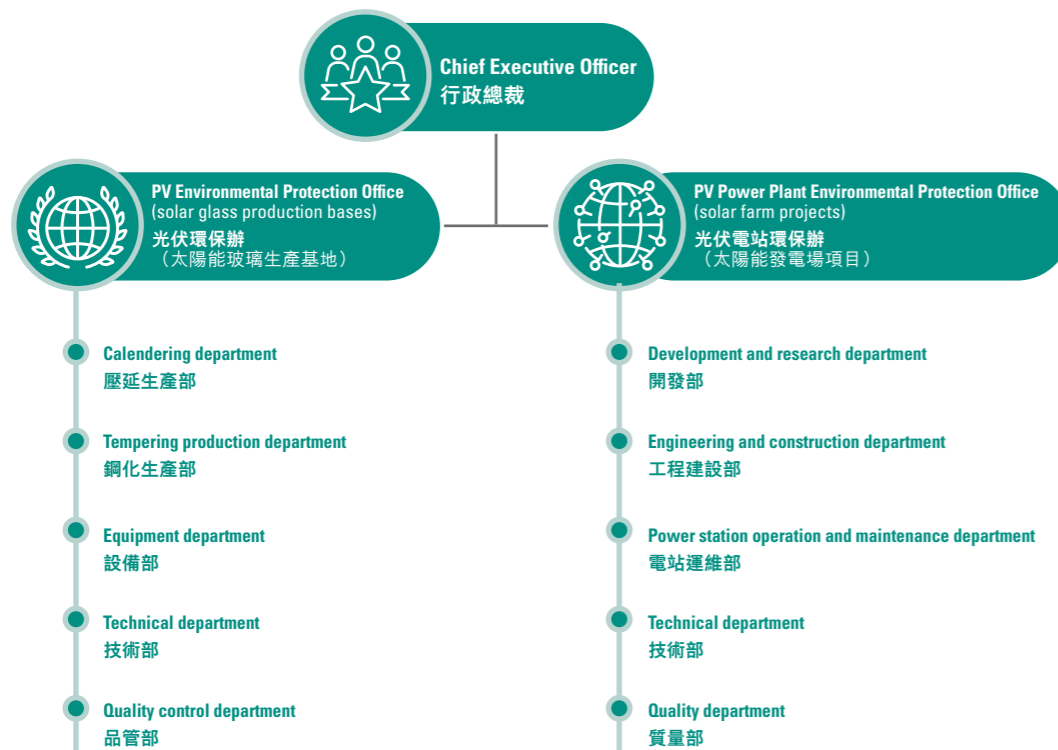 Chief Executive Officer
行政總裁
PV Environmental Protection Office
(solar glass production bases)
光伏環保辦
（太陽能玻璃生產基地）
PV Power Plant Environmental Protection Office
(solar farm projects)
光伏電站環保辦
（太陽能發電場項目）
Calendering department
壓延生產部
Tempering production department
鋼化生產部
Equipment department
設備部
Technical department
技術部
Quality control department
品管部
Development and research department
開發部
Engineering and construction department
工程建設部
Power station operation and maintenance department
電站運維部
Technical department
技術部
Quality department
質量部